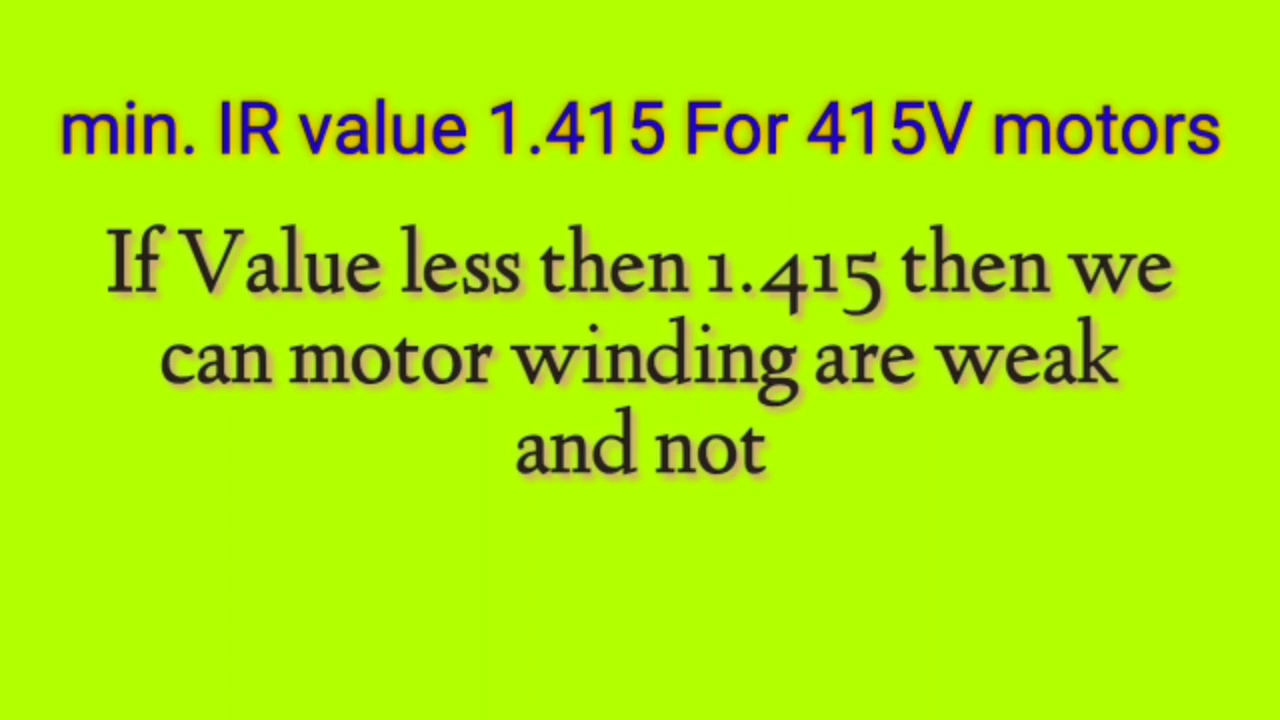 min. IR value 1.415 For 415V motors
If Value less then 1.415 then we
can motor winding are weak
and not